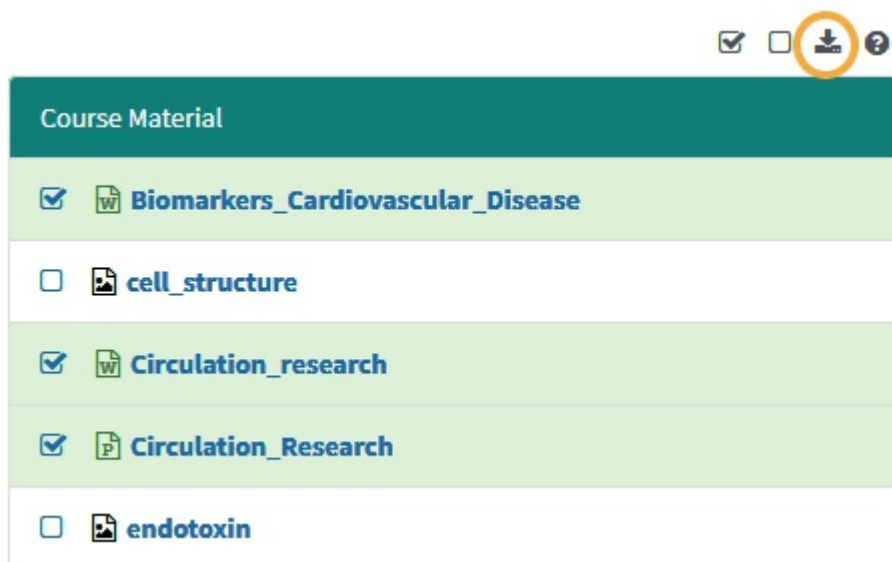 Course Material
Biomarkers_Cardiovascular_Disease
cell_structure
Circulation_research
Circulation_Research
endotoxin